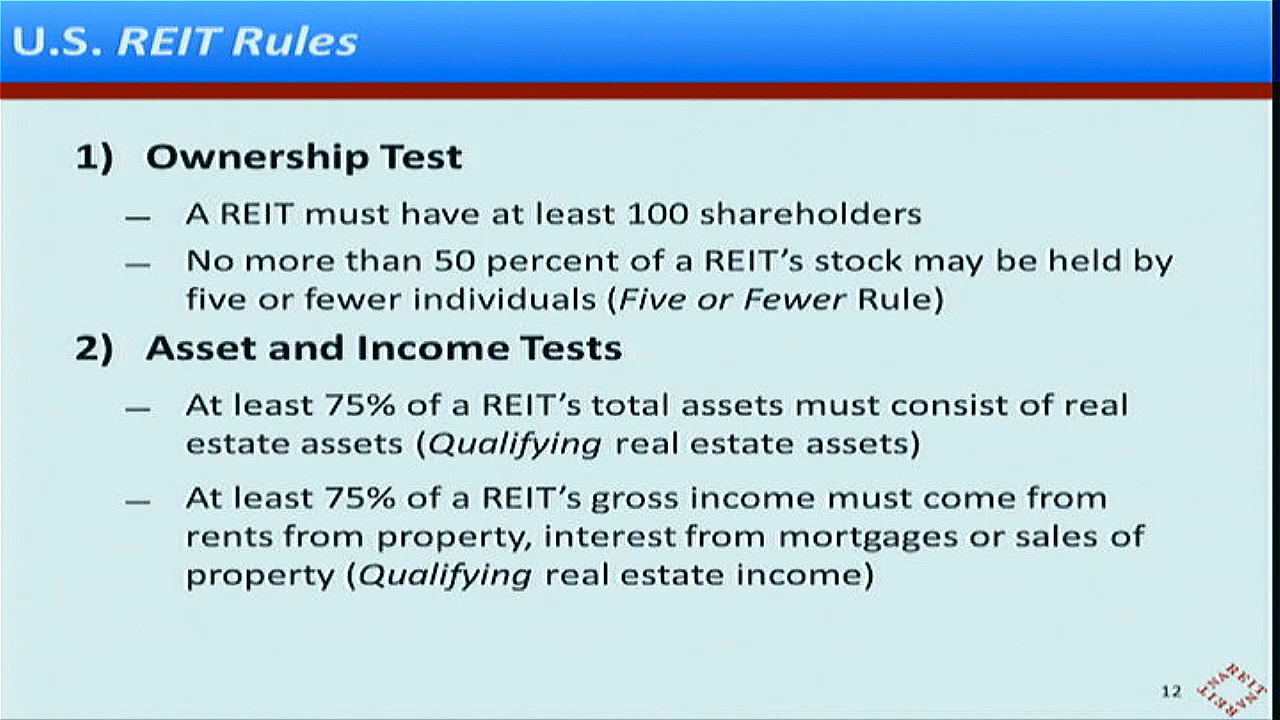 U.S. REIT Rules
1) Ownership Test
— A REIT must have at least 100 shareholders
— No more than 50 percent of a REIT’s stock may be held by
five or fewer individuals (Five or Fewer Rule)
2) Asset and Income Tests
— At least 75% of a REIT’s total assets must consist of real
estate assets (Qualifying real estate assets)
— At least 75% of a REIT’s gross income must come from
rents from property, interest from mortgages or sales of
property (Qualifying real estate income)
12
NAREIT
NAREIT